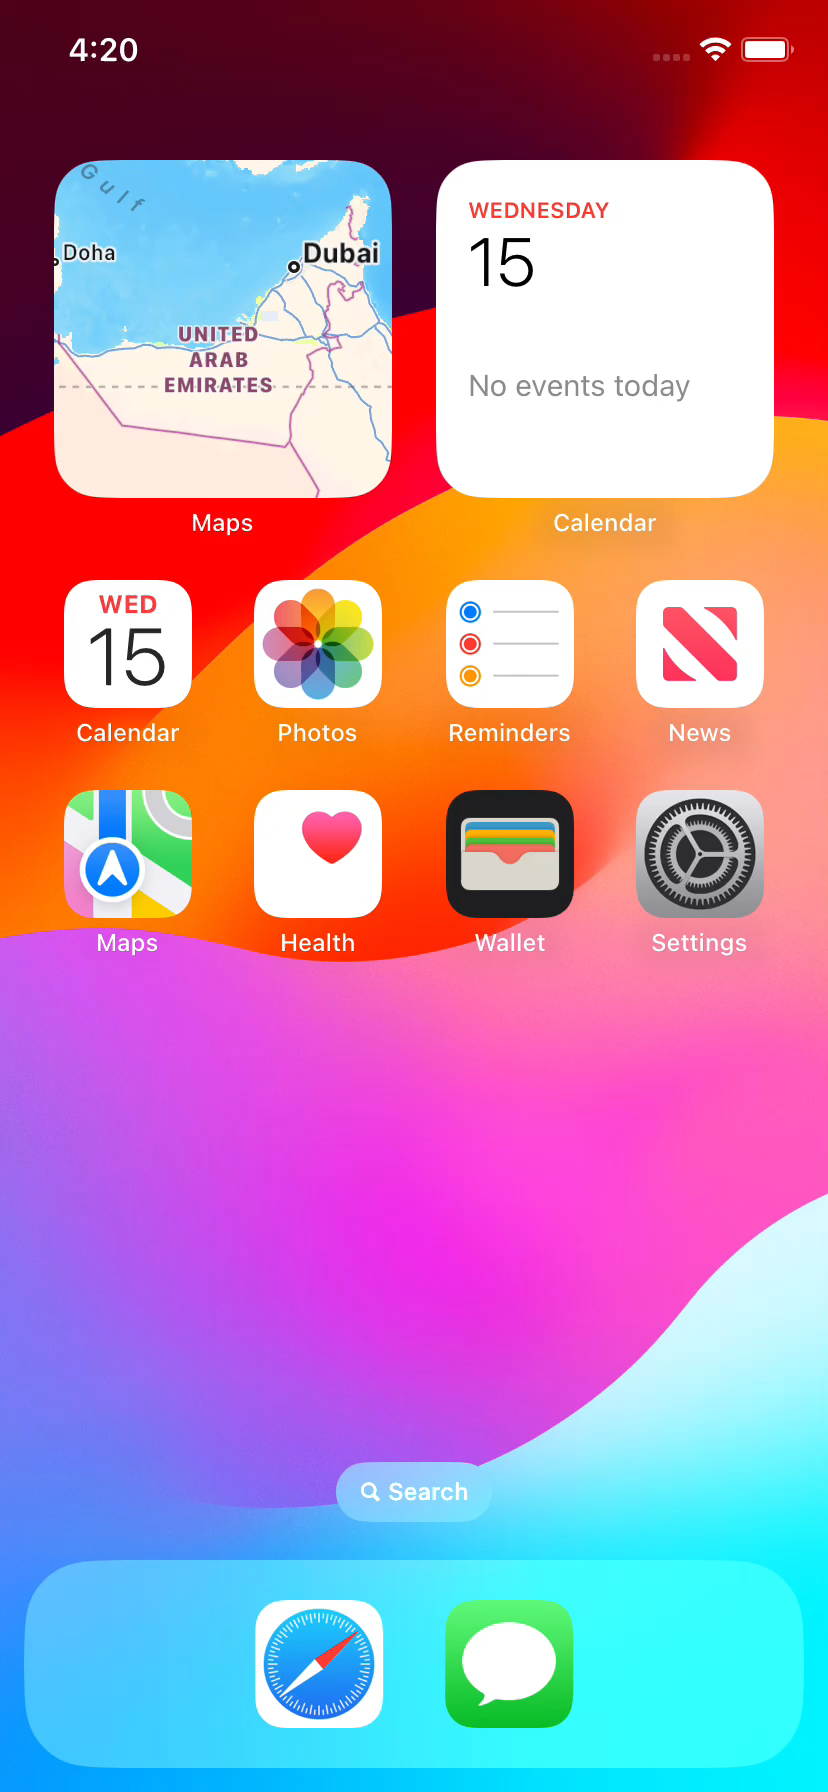 4:20
Gulf
Doha
Dubai
UNITED
ARAB
EMIRATES
Maps
WEDNESDAY
15
No events today
Calendar
WED
15
Calendar
Photos
Reminders
News
Maps
Health
Wallet
Settings
Search